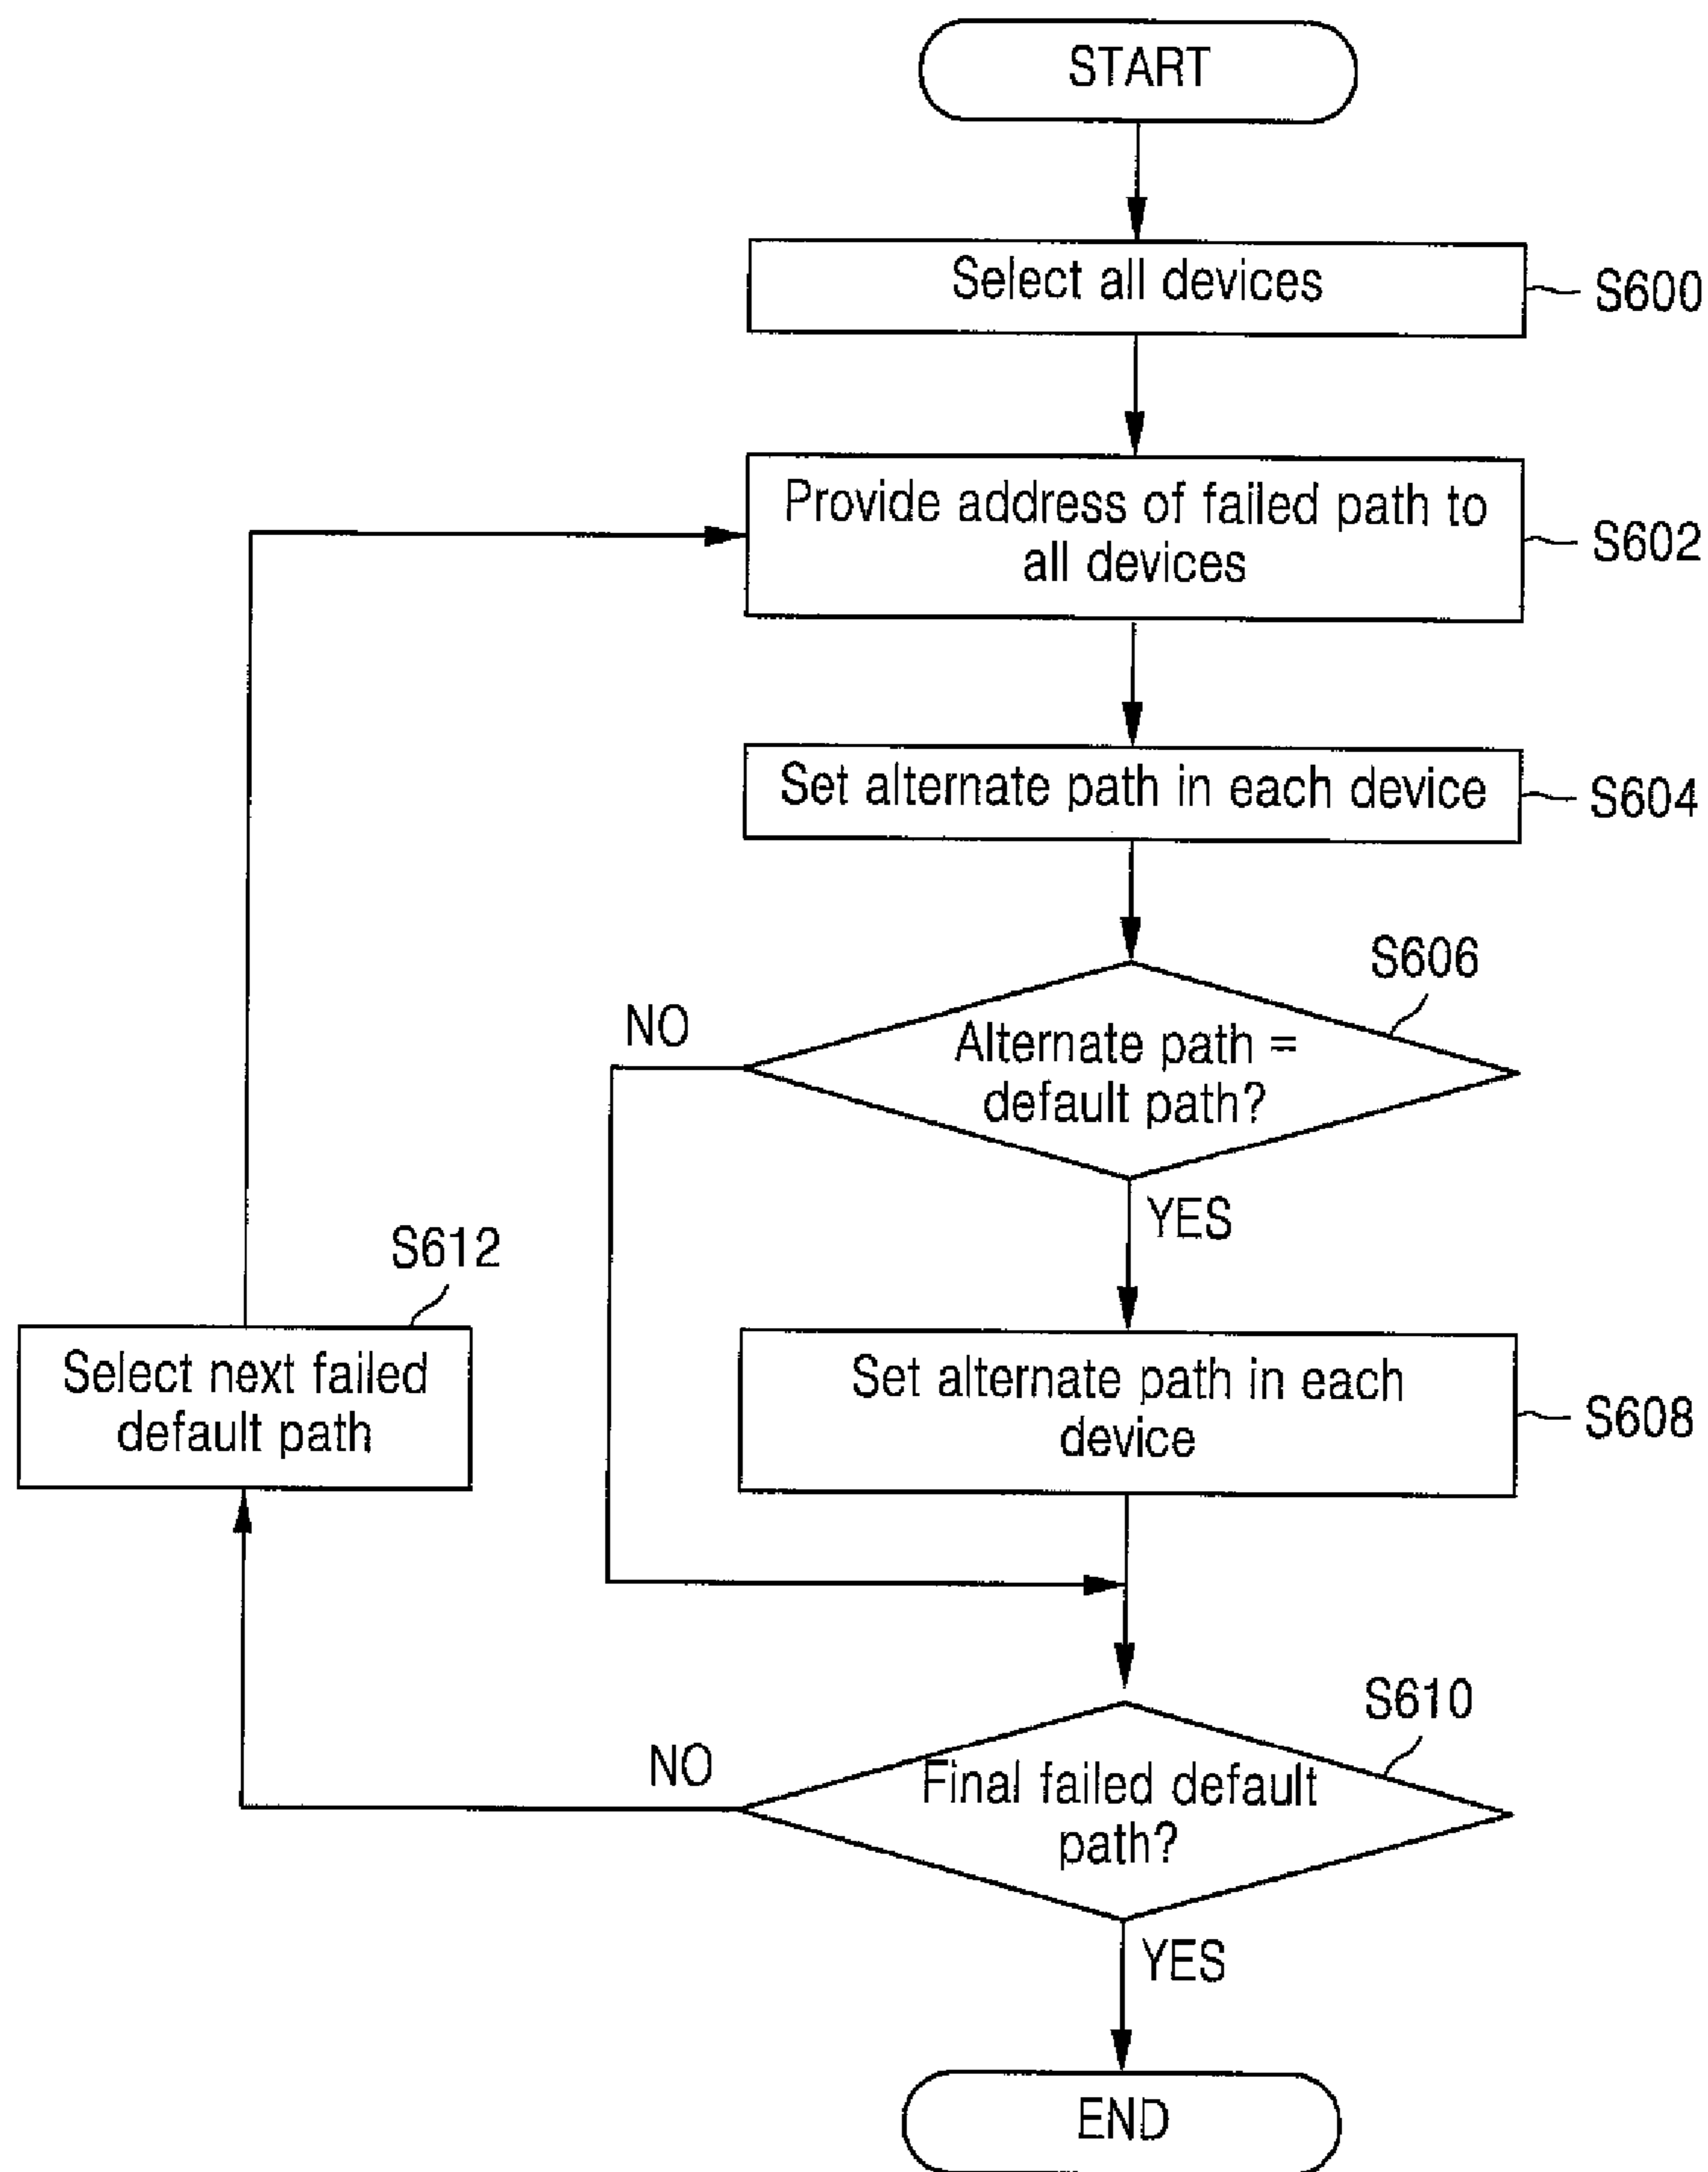 START
Select all devices
S600
Provide address of failed path to
all devices
S602
Set alternate path in each device
S604
S606
NO
Alternate path =
default path?
YES
S612
Select next failed
default path
Set alternate path in each
device
S608
S610
NO
Final failed default
path?
YES
END